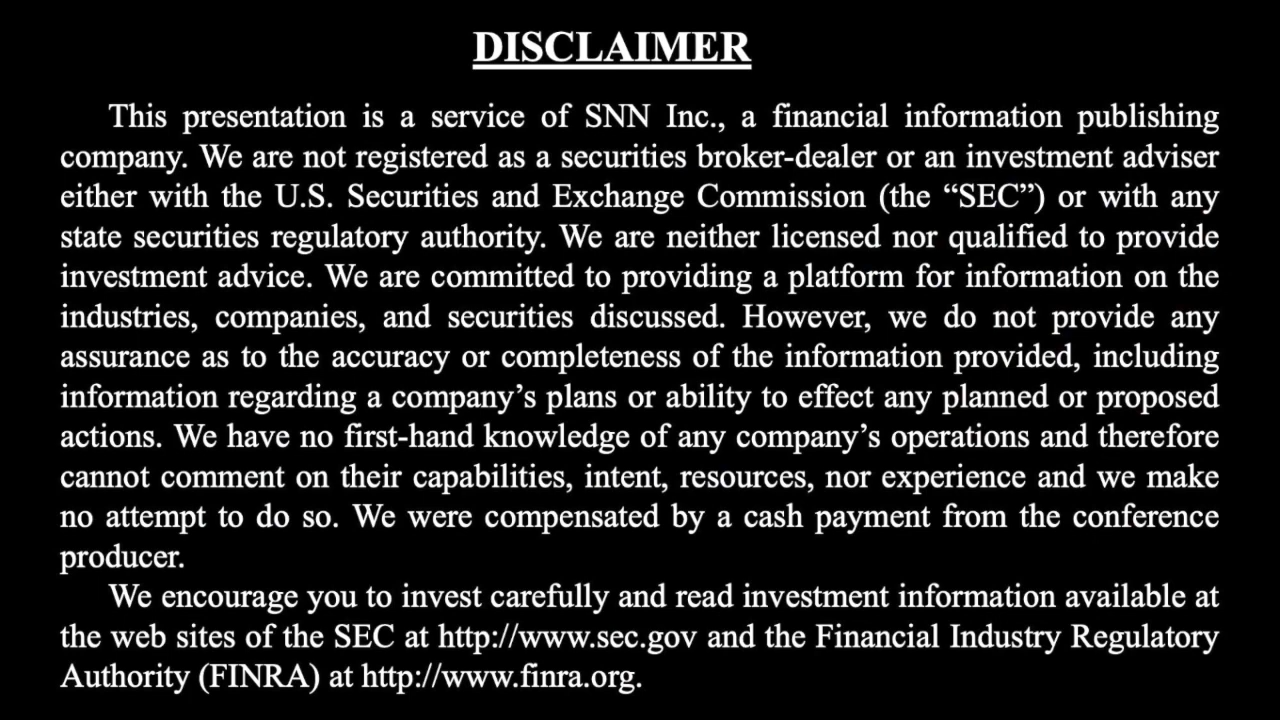 DISCLAIMER
This presentation is a service of SNN Inc., a financial information publishing
company. We are not registered as a securities broker-dealer or an investment adviser
either with the U.S. Securities and Exchange Commission (the “SEC”) or with any
state securities regulatory authority. We are neither licensed nor qualified to provide
investment advice. We are committed to providing a platform for information on the
industries, companies, and securities discussed. However, we do not provide any
assurance as to the accuracy or completeness of the information provided, including
information regarding a company’s plans or ability to effect any planned or proposed
actions. We have no first-hand knowledge of any company’s operations and therefore
cannot comment on their capabilities, intent, resources, nor experience and we make
no attempt to do so. We were compensated by a cash payment from the conference
producer.
We encourage you to invest carefully and read investment information available at
the web sites of the SEC at http://www.sec.gov and the Financial Industry Regulatory
Authority (FINRA) at http://www.finra.org.